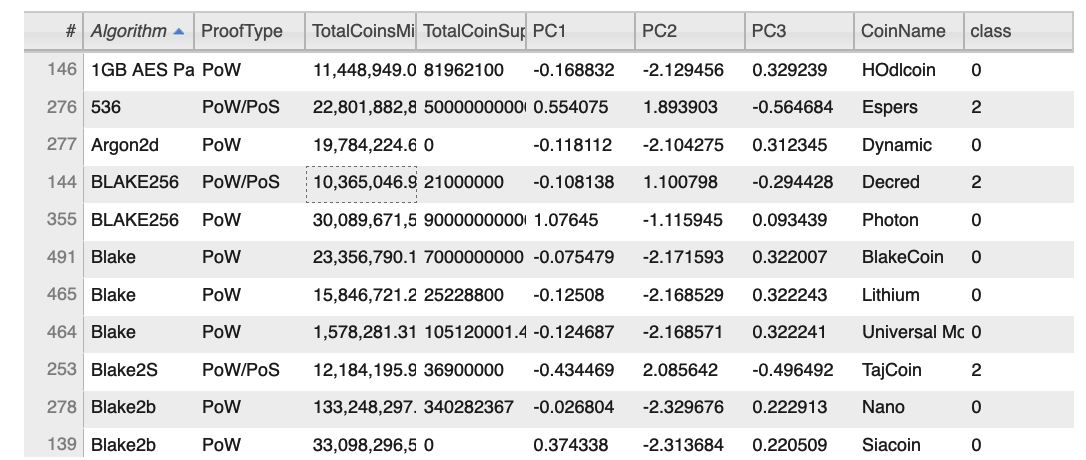 # Algorithm ProofType TotalCoinsMi TotalCoinSup PC1 PC2 PC3 CoinName class
146 1GB AES Pa PoW 11,448,949.0 81962100 -0.168832 -2.129456 0.329239 HOdlcoin 0
276 536 PoW/PoS 22,801,882,8 50000000000 0.554075 1.893903 -0.564684 Espers 2
277 Argon2d PoW 19,784,224.6 0 -0.118112 -2.104275 0.312345 Dynamic 0
144 BLAKE256 PoW/PoS 10,365,046.9 21000000 -0.108138 1.100798 -0.294428 Decred 2
355 BLAKE256 PoW 30,089,671,5 90000000000 1.07645 -1.115945 0.093439 Photon 0
491 Blake PoW 23,356,790.1 7000000000 -0.075479 -2.171593 0.322007 BlakeCoin 0
465 Blake PoW 15,846,721.2 25228800 -0.12508 -2.168529 0.322243 Lithium 0
464 Blake PoW 1,578,281.31 105120001.4 -0.124687 -2.168571 0.322241 Universal Mc 0
253 Blake2S PoW/PoS 12,184,195.9 36900000 -0.434469 2.085642 -0.496492 TajCoin 2
278 Blake2b PoW 133,248,297. 340282367 -0.026804 -2.329676 0.222913 Nano 0
139 Blake2b PoW 33,098,296,5 0 0.374338 -2.313684 0.220509 Siacoin 0